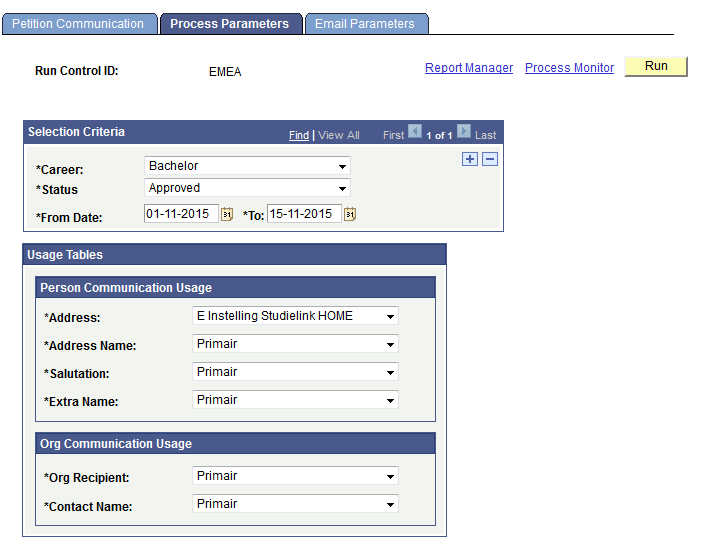 Petition Communication Process Parameters Email Parameters
Run Control ID: EMEA Report Manager Process Monitor Run
Selection Criteria Find | View All First 1 of 1 Last
*Career: Bachelor
*Status Approved
*From Date: 01-11-2015 31 *To: 15-11-2015 31
Usage Tables
Person Communication Usage
*Address: E Instelling Studielink HOME
*Address Name: Primair
*Salutation: Primair
*Extra Name: Primair
Org Communication Usage
*Org Recipient: Primair
*Contact Name: Primair